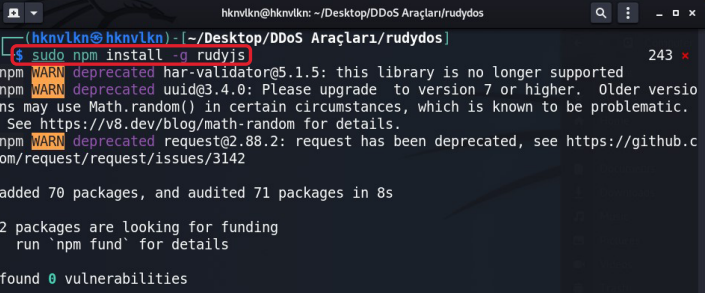 hknvlkn@hknvlkn: ~/Desktop/DDoS Araçları/rudydos
(hknvlkn㉿hknvlkn)-[~/Desktop/DDoS Araçları/rudydos]
$ sudo npm install -g rudyjs 243 ×
npm WARN deprecated har-validator@5.1.5: this library is no longer supported
npm WARN deprecated uuid@3.4.0: Please upgrade  to version 7 or higher.  Older versio
ns may use Math.random() in certain circumstances, which is known to be problematic.
 See https://v8.dev/blog/math-random for details.
npm WARN deprecated request@2.88.2: request has been deprecated, see https://github.c
om/request/request/issues/3142
added 70 packages, and audited 71 packages in 8s
2 packages are looking for funding
  run `npm fund` for details
found 0 vulnerabilities